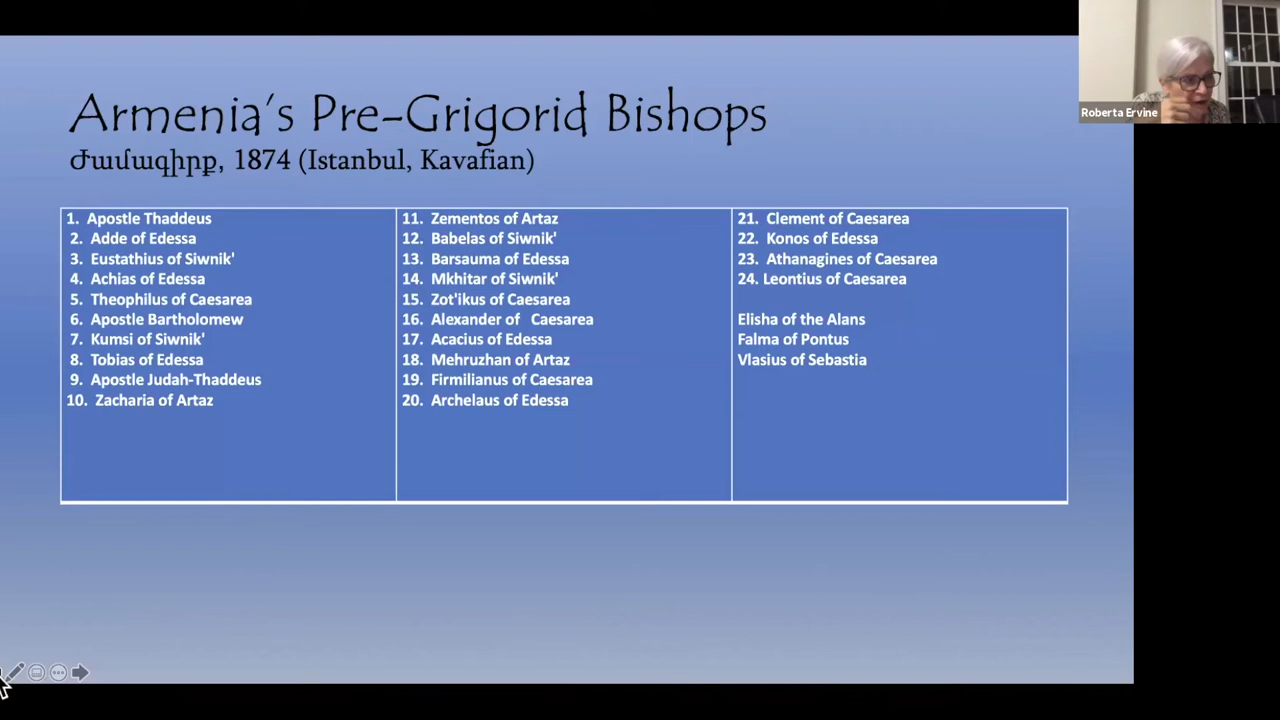 Armenia's Pre-Grigorid Bishops
Ժամագիրք, 1874 (Istanbul, Kavafian)
1. Apostle Thaddeus
2. Adde of Edessa
3. Eustathius of Siwnik'
4. Achias of Edessa
5. Theophilus of Caesarea
6. Apostle Bartholomew
7. Kumsi of Siwnik'
8. Tobias of Edessa
9. Apostle Judah-Thaddeus
10. Zacharia of Artaz
11. Zementos of Artaz
12. Babelas of Siwnik'
13. Barsauma of Edessa
14. Mkhitar of Siwnik'
15. Zot'ikus of Caesarea
16. Alexander of Caesarea
17. Acacius of Edessa
18. Mehruzhan of Artaz
19. Firmilianus of Caesarea
20. Archelaus of Edessa
21. Clement of Caesarea
22. Konos of Edessa
23. Athanagines of Caesarea
24. Leontius of Caesarea
Elisha of the Alans
Falma of Pontus
Vlasius of Sebastia
Roberta Ervine